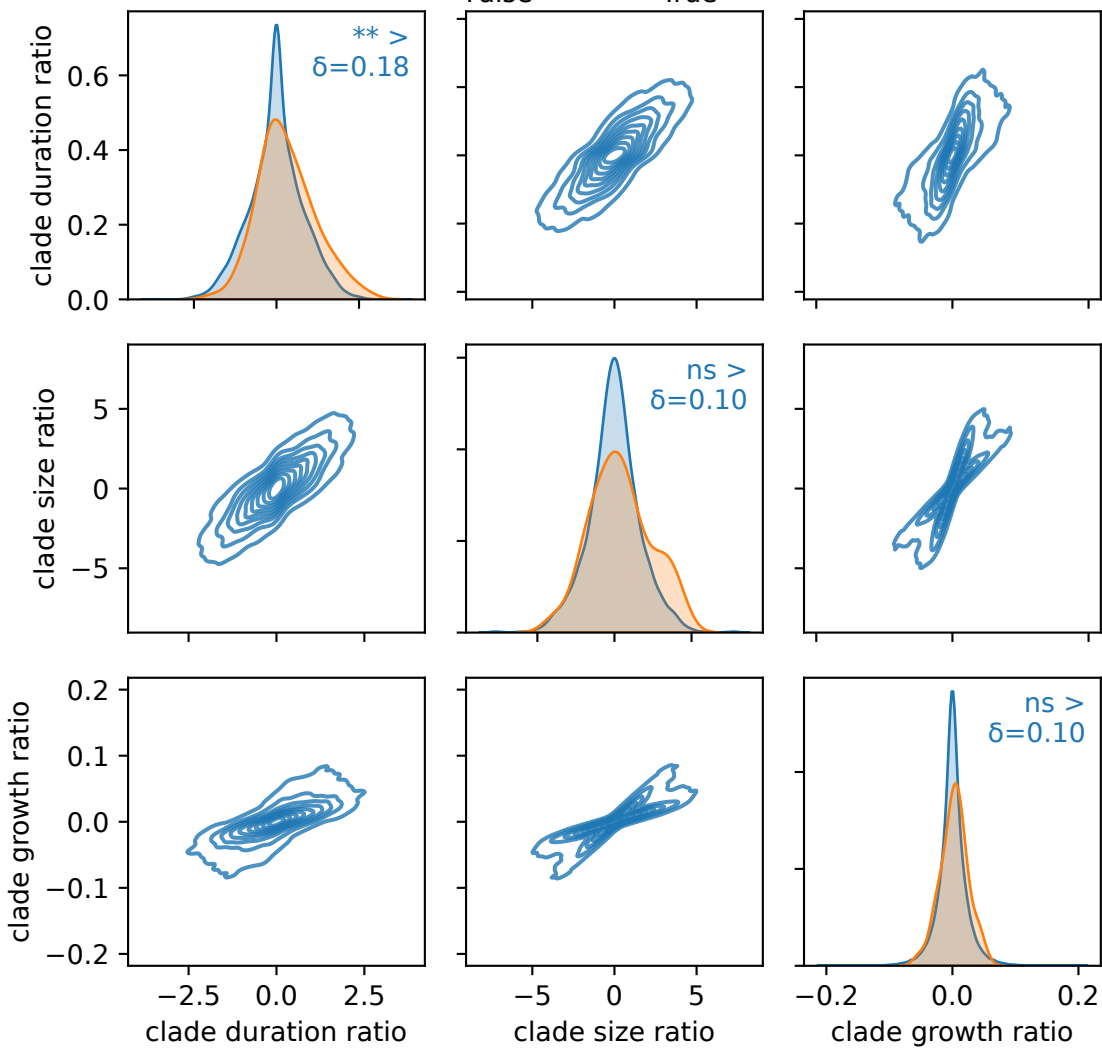 False True
clade duration ratio
0.6
0.4
0.2
0.0
** >
δ=0.18
clade size ratio
5
0
−5
ns >
δ=0.10
clade growth ratio
0.2
0.1
0.0
−0.1
−0.2
ns >
δ=0.10
−2.5 0.0 2.5
−5 0 5
−0.2 0.0 0.2
clade duration ratio
clade size ratio
clade growth ratio